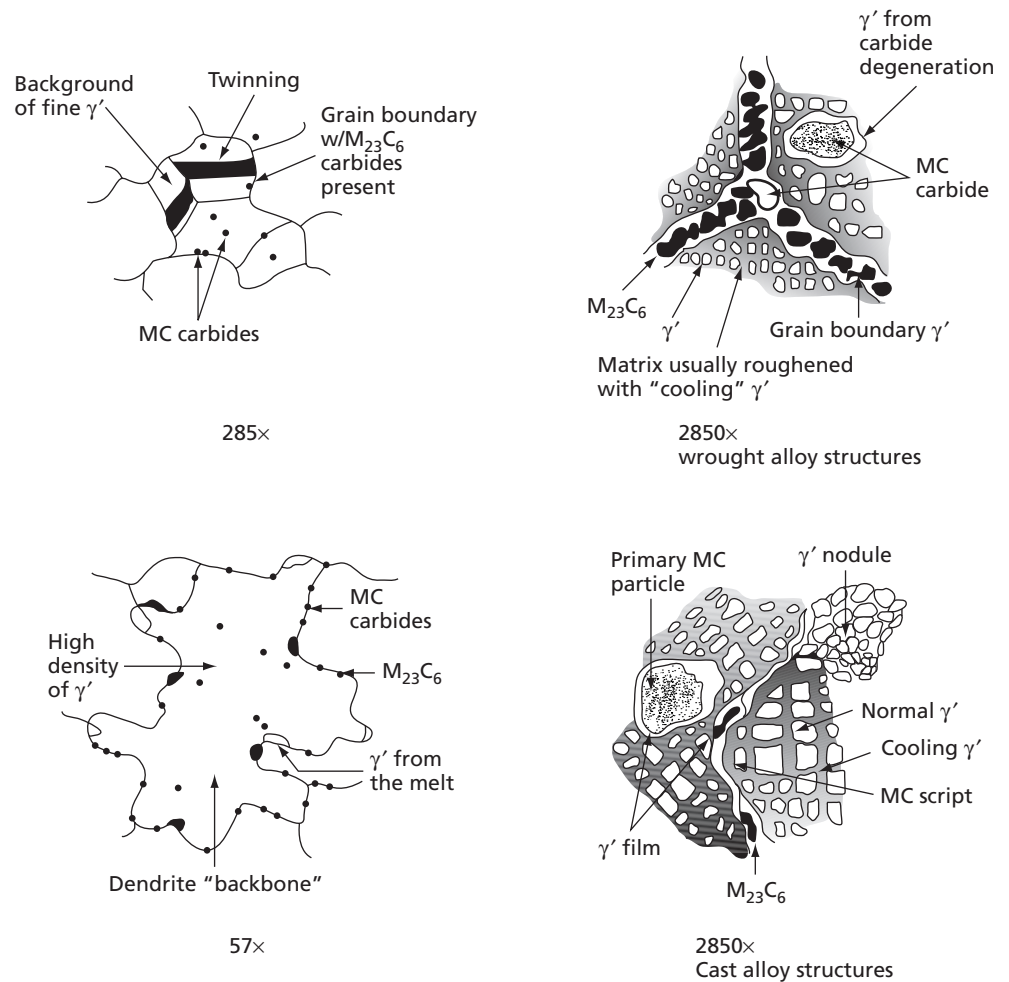 Background
of fine γ′
Twinning
Grain boundary
w/M₂₃C₆
carbides
present
MC carbides
285×
γ′ from
carbide
degeneration
MC
carbide
M₂₃C₆
γ′
Grain boundary γ′
Matrix usually roughened
with “cooling” γ′
2850×
wrought alloy structures
High
density
of γ′
MC
carbides
M₂₃C₆
γ′ from
the melt
Dendrite “backbone”
57×
Primary MC
particle
γ′ nodule
Normal γ′
Cooling γ′
MC script
γ′ film
M₂₃C₆
2850×
Cast alloy structures